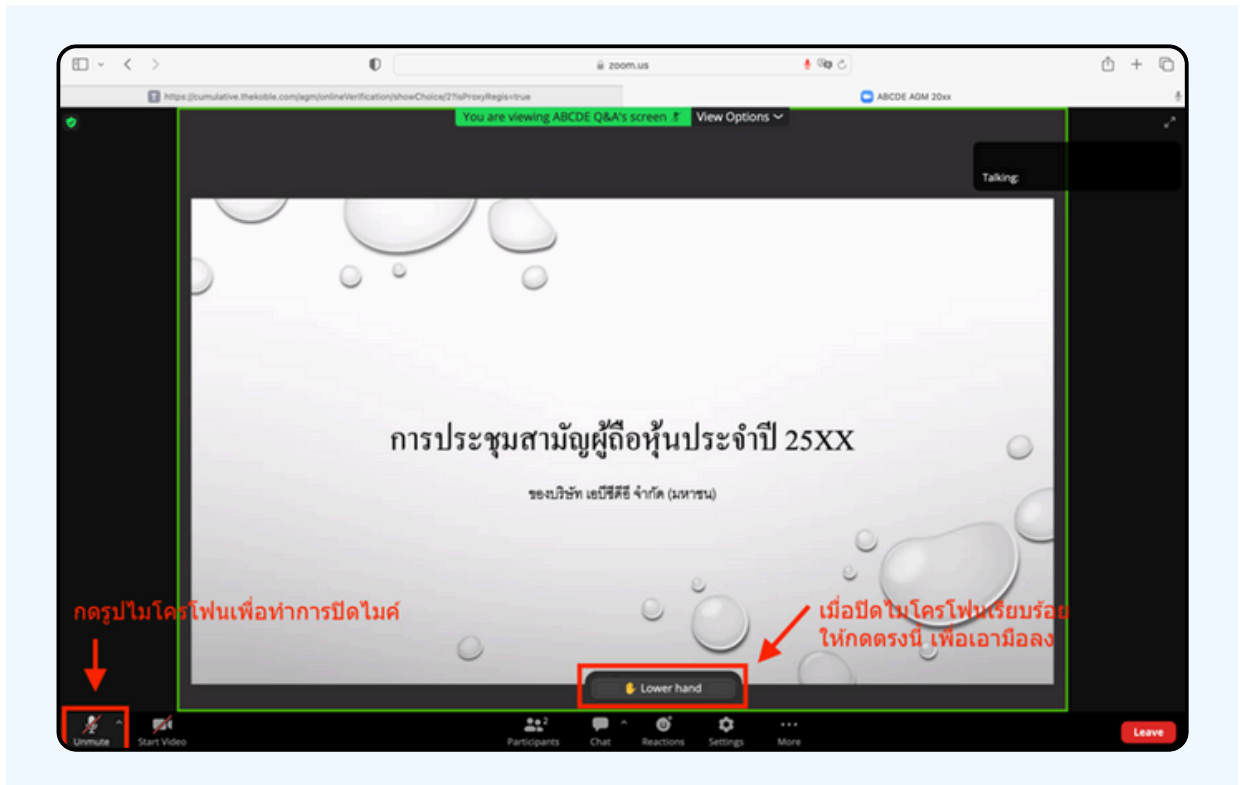 zoom.us
https://cumulative.thekoble.com/agm/onlineVerification/showChoice/2?isProxyRegis=true
ABCDE AGM 20xx
You are viewing ABCDE Q&A's screen
View Options
Talking:
การประชุมสามัญผู้ถือหุ้นประจำปี 25XX
ของบริษัท เอบีซีดีอี จำกัด (มหาชน)
กดรูปไมโครโฟนเพื่อทำการปิดไมค์
เมื่อปิดไมโครโฟนเรียบร้อย
ให้กดตรงนี้ เพื่อเอามือลง
Lower hand
Unmute
Start Video
Participants
2
Chat
Reactions
Settings
More
Leave